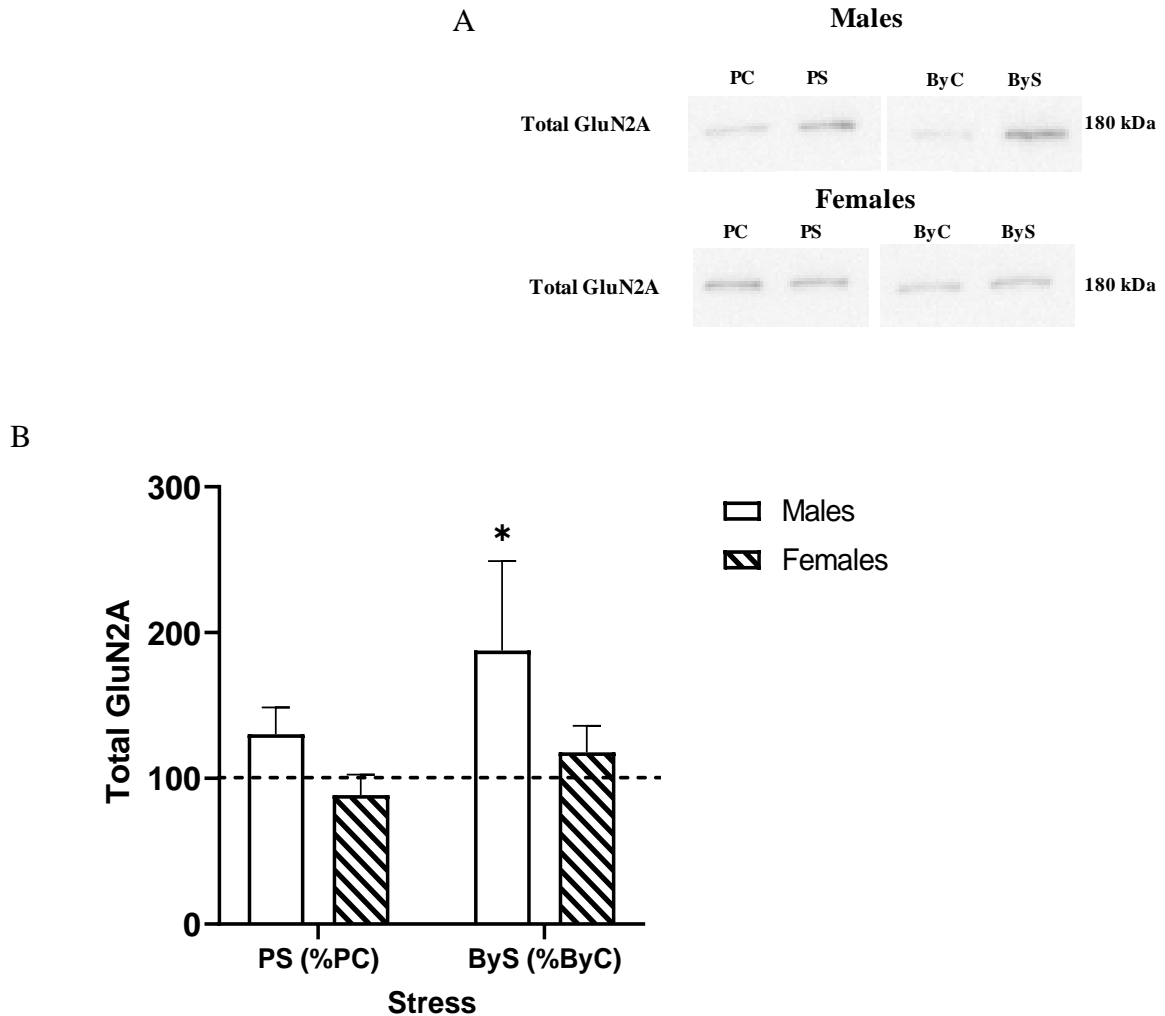 A
Males
PC PS ByC ByS
Total GluN2A 180 kDa
Females
PC PS ByC ByS
Total GluN2A 180 kDa
B
300
200
100
0
Total GluN2A
*
Males
Females
PS (%PC) ByS (%ByC)
Stress